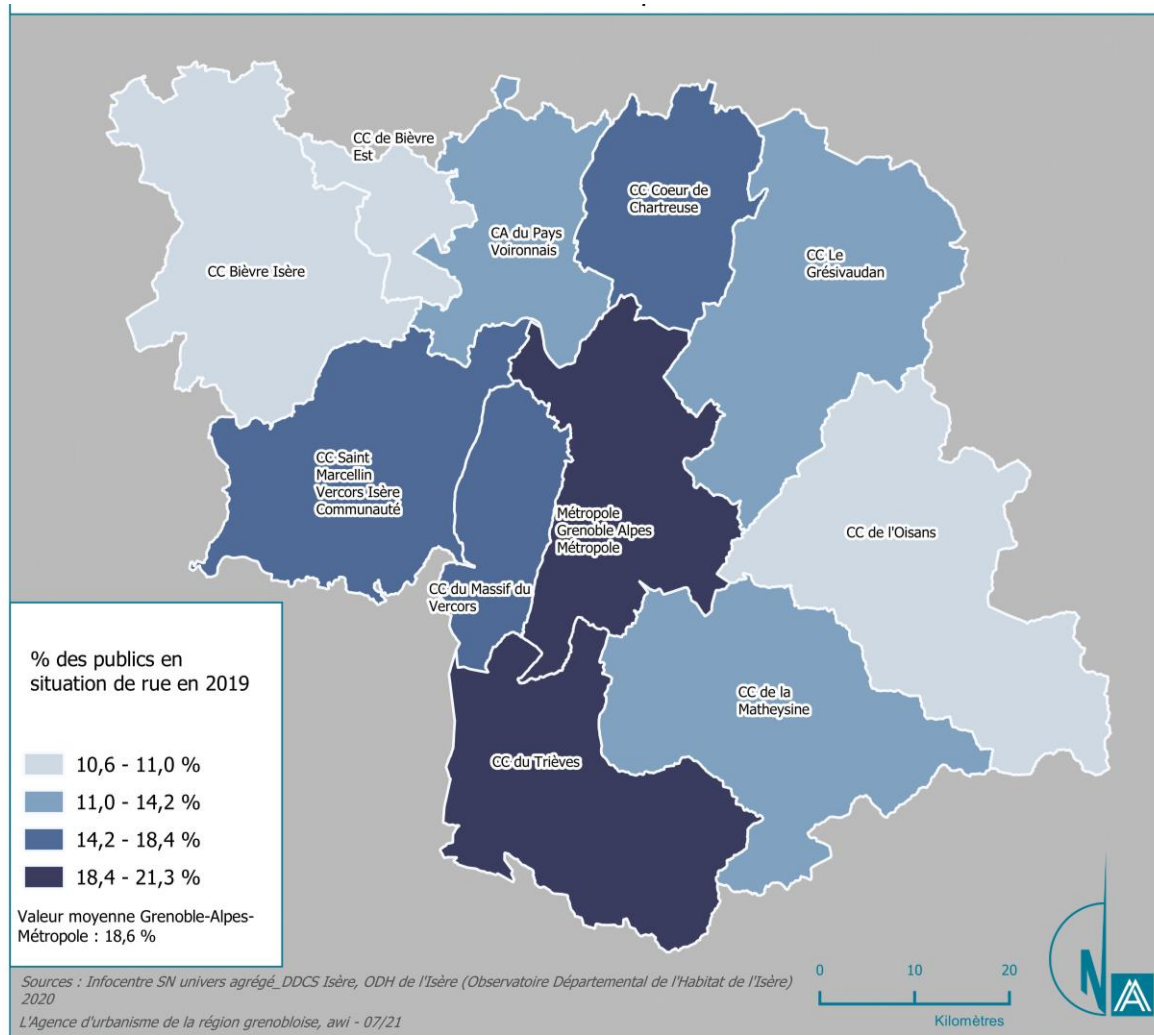 CC de Bièvre
Est
CC Coeur de
Chartreuse
CA du Pays
Voironnais
CC Le
Grésivaudan
CC Bièvre Isère
CC Saint
Marcellin
Vercors Isère
Communauté
Métropole
Grenoble Alpes
Métropole
CC de l'Oisans
CC du Massif du
Vercors
CC de la
Matheysine
CC du Trièves
% des publics en
situation de rue en 2019
10,6 - 11,0 %
11,0 - 14,2 %
14,2 - 18,4 %
18,4 - 21,3 %
Valeur moyenne Grenoble-Alpes-
Métropole : 18,6 %
Sources : Infocentre SN univers agrégé_DDCS Isère, ODH de l'Isère (Observatoire Départemental de l'Habitat de l'Isère)
2020
L'Agence d'urbanisme de la région grenobloise, awi - 07/21
0 10 20
Kilomètres
N